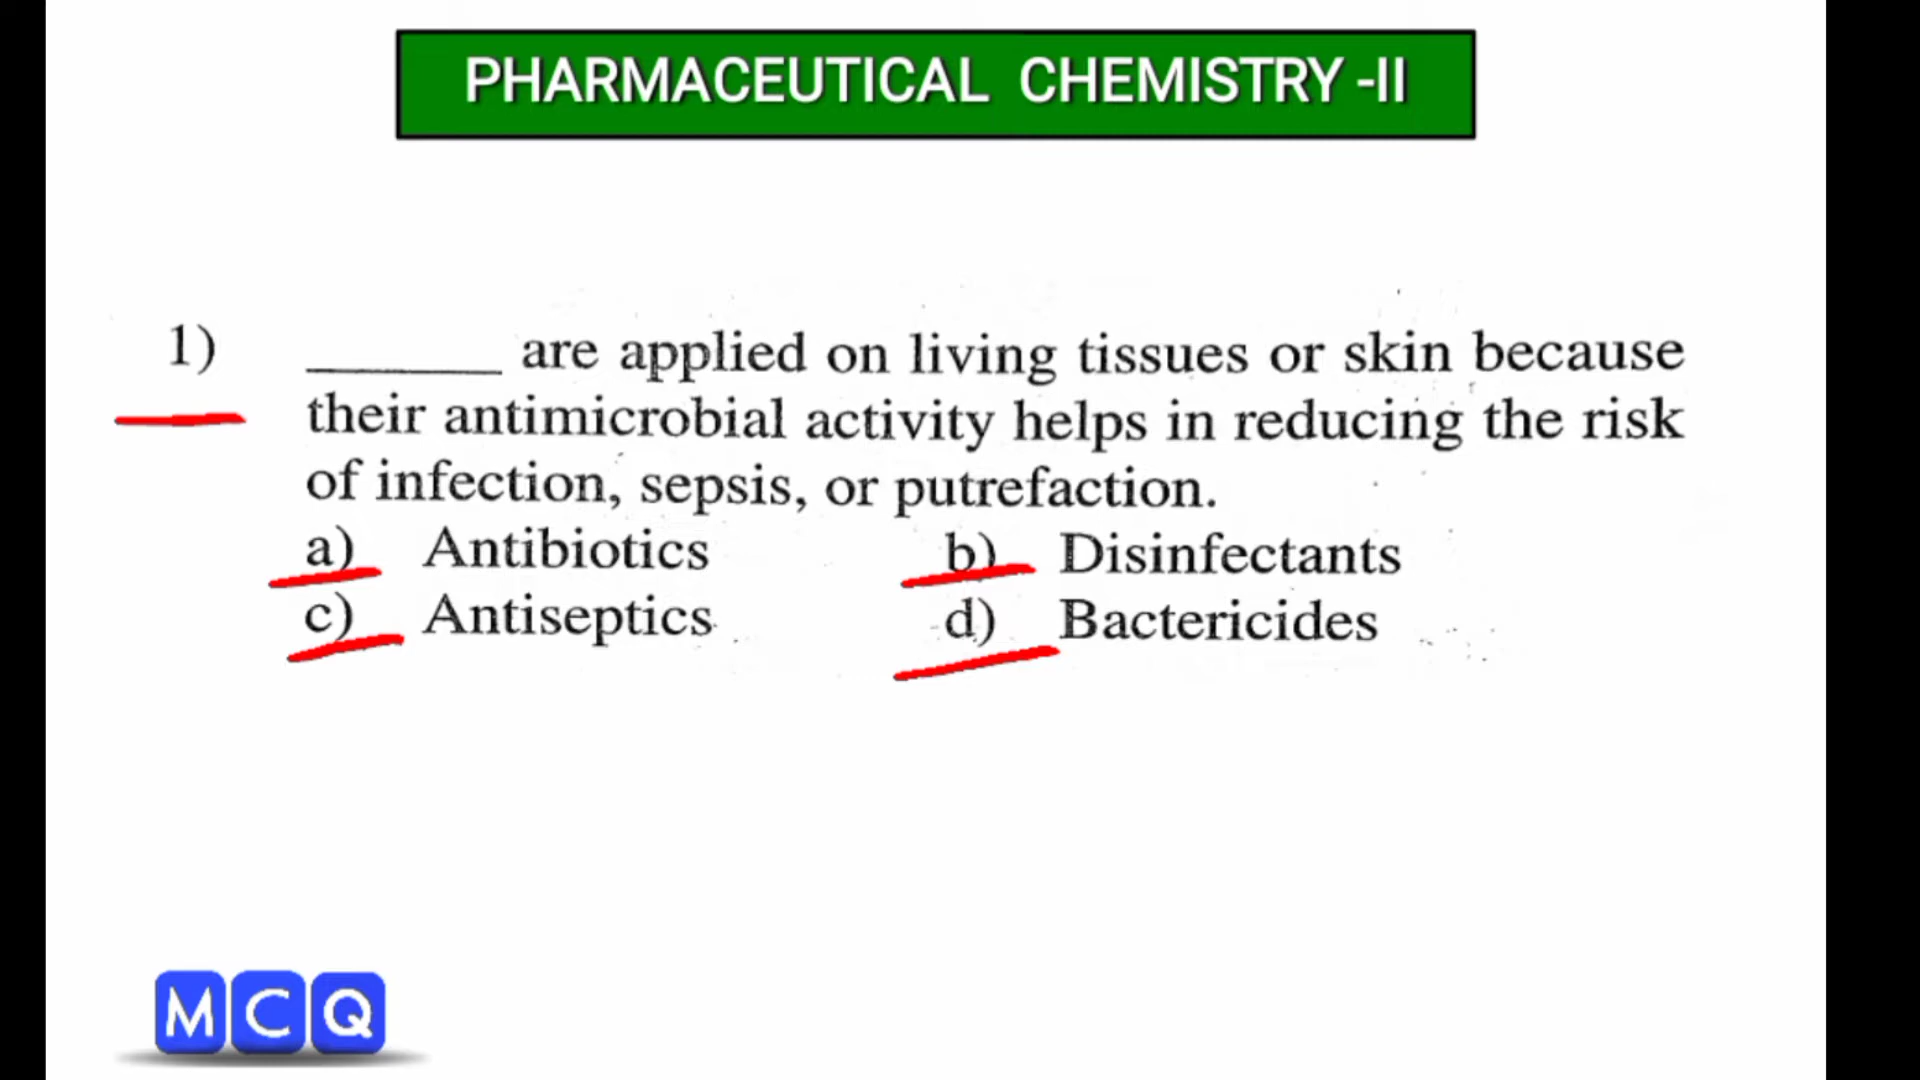 PHARMACEUTICAL CHEMISTRY -II
1) ________ are applied on living tissues or skin because
their antimicrobial activity helps in reducing the risk
of infection, sepsis, or putrefaction.
a) Antibiotics b) Disinfectants
c) Antiseptics d) Bactericides
MCQ